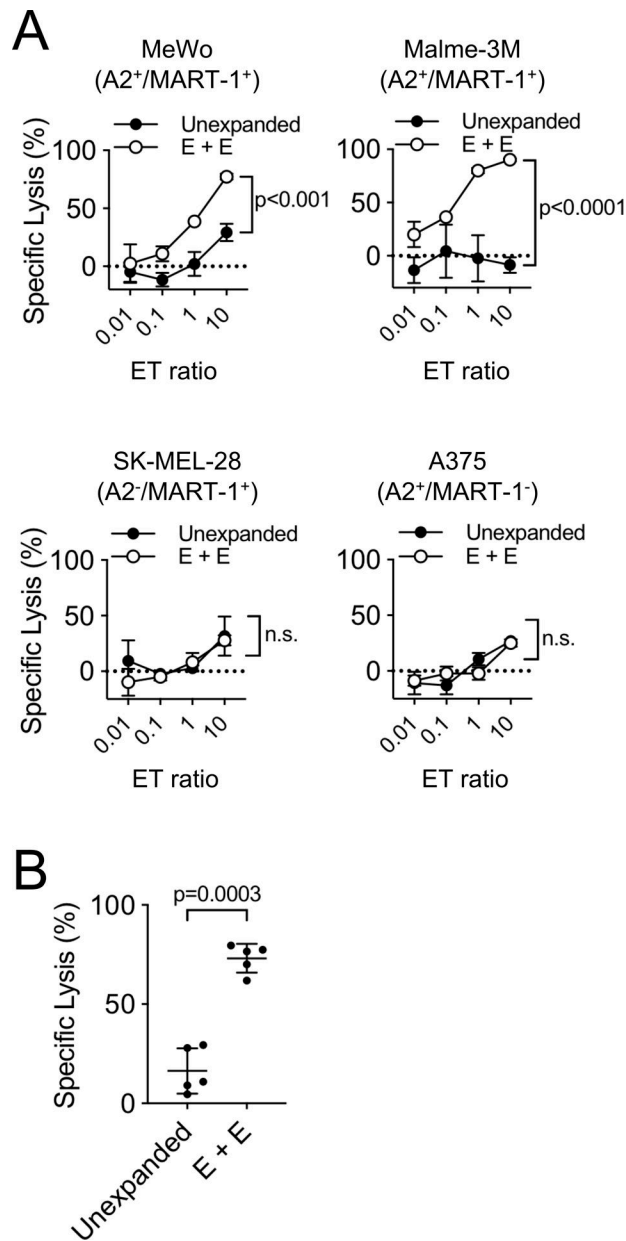 A
MeWo
(A2⁺/MART-1⁺)
Unexpanded
E + E
Specific Lysis (%)
100
50
0
p<0.001
0.01
0.1
1
10
ET ratio
Malme-3M
(A2⁺/MART-1⁺)
Unexpanded
E + E
100
50
0
p<0.0001
0.01
0.1
1
10
ET ratio
SK-MEL-28
(A2⁻/MART-1⁺)
Unexpanded
E + E
Specific Lysis (%)
100
50
0
n.s.
0.01
0.1
1
10
ET ratio
A375
(A2⁺/MART-1⁻)
Unexpanded
E + E
100
50
0
n.s.
0.01
0.1
1
10
ET ratio
B
p=0.0003
Specific Lysis (%)
100
50
0
Unexpanded
E + E